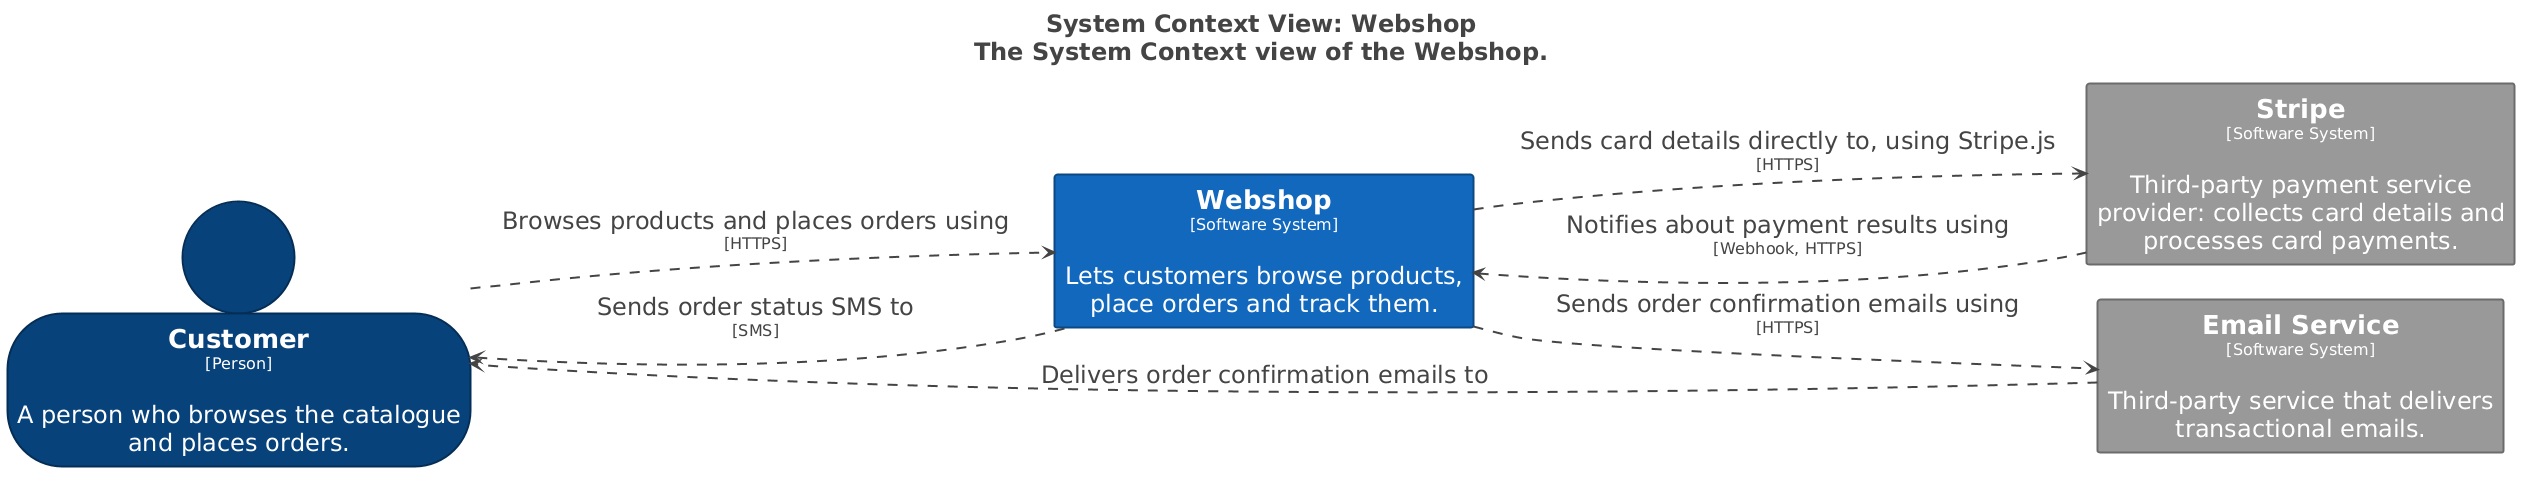 System Context View: Webshop
The System Context view of the Webshop.
Stripe
[Software System]
Third-party payment service
provider: collects card details and
processes card payments.
Sends card details directly to, using Stripe.js
[HTTPS]
Webshop
[Software System]
Lets customers browse products,
place orders and track them.
Browses products and places orders using
[HTTPS]
Notifies about payment results using
[Webhook, HTTPS]
Sends order status SMS to
[SMS]
Sends order confirmation emails using
[HTTPS]
Customer
[Person]
A person who browses the catalogue
and places orders.
Delivers order confirmation emails to
Email Service
[Software System]
Third-party service that delivers
transactional emails.